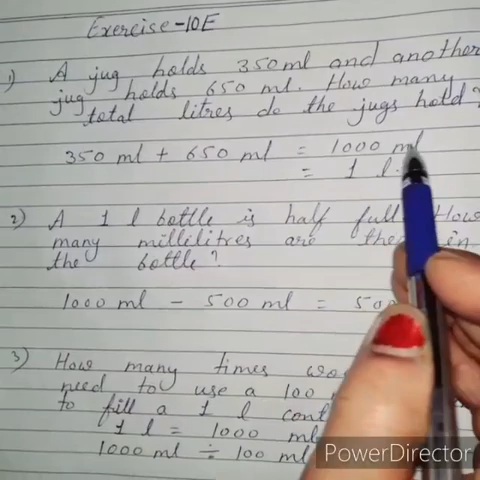 Exercise-10E
1) A jug holds 350ml and another
jug holds 650 ml. How many
total litres do the jugs hold?
350 ml + 650 ml = 1000 ml
= 1 l.
2) A 1 l bottle is half full. How
many millilitres are in
the bottle?
1000 ml - 500 ml =
3) How many times
need to use a 100
to fill a 1 l
1 l = 1000 ml
1000 ml ÷ 100 ml
PowerDirector